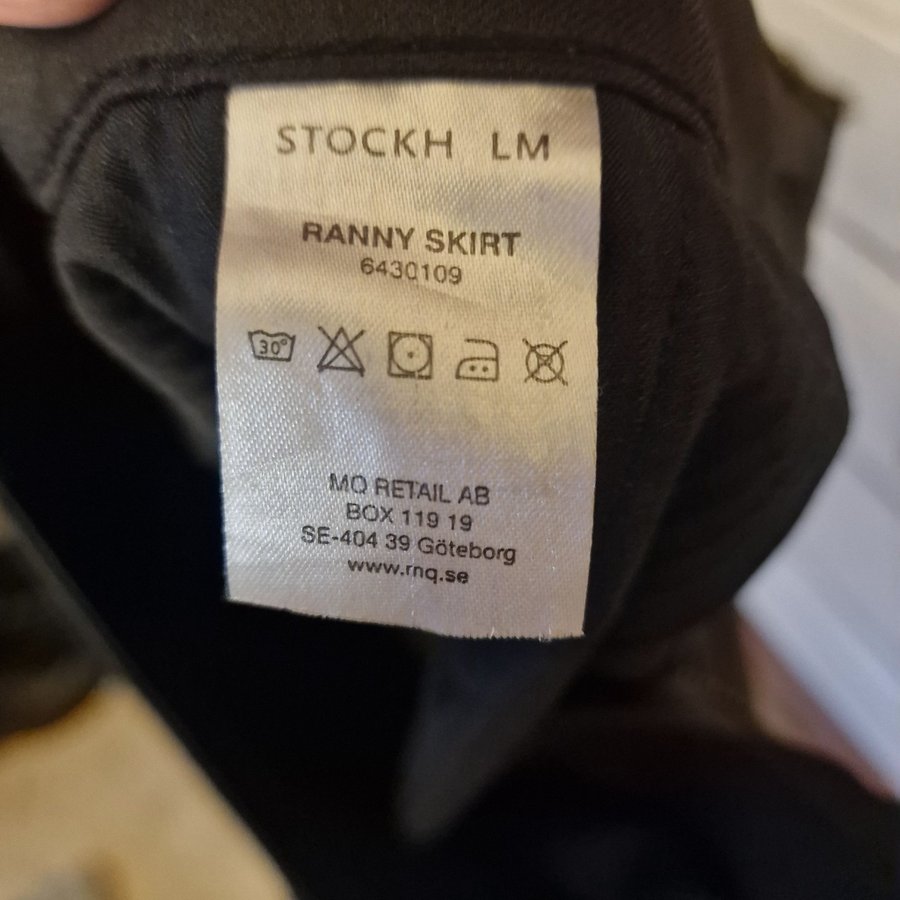 STOCKH LM
RANNY SKIRT
6430109
30°
MQ RETAIL AB
BOX 119 19
SE-404 39 Göteborg
www.mq.se